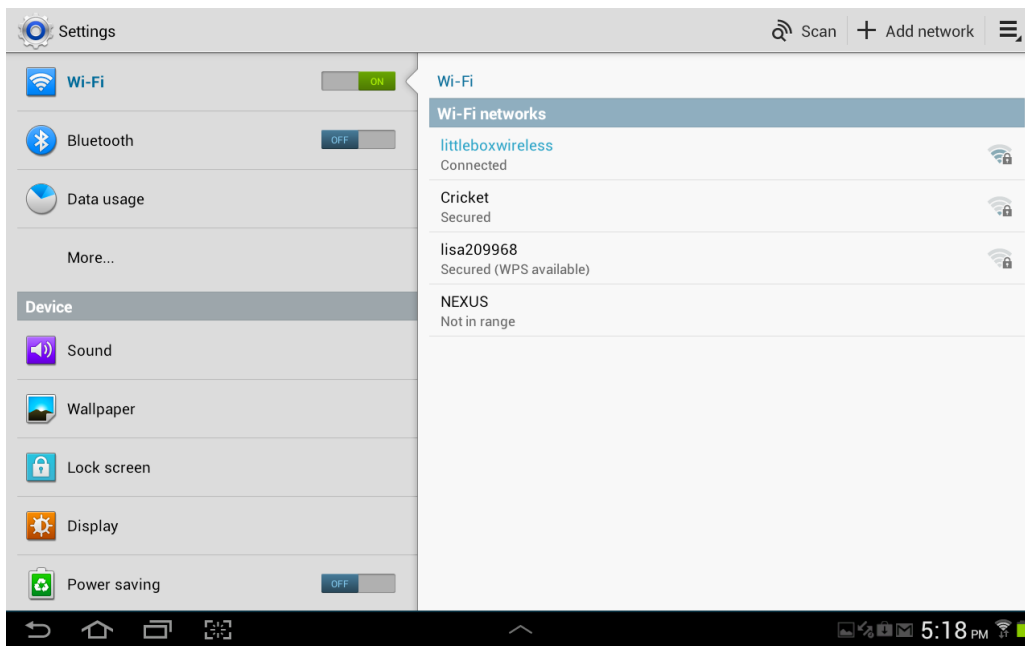 Settings
Scan
Add network
Wi-Fi
ON
Bluetooth
OFF
Data usage
More...
Device
Sound
Wallpaper
Lock screen
Display
Power saving
OFF
Wi-Fi
Wi-Fi networks
littleboxwireless
Connected
Cricket
Secured
lisa209968
Secured (WPS available)
NEXUS
Not in range
5:18 PM